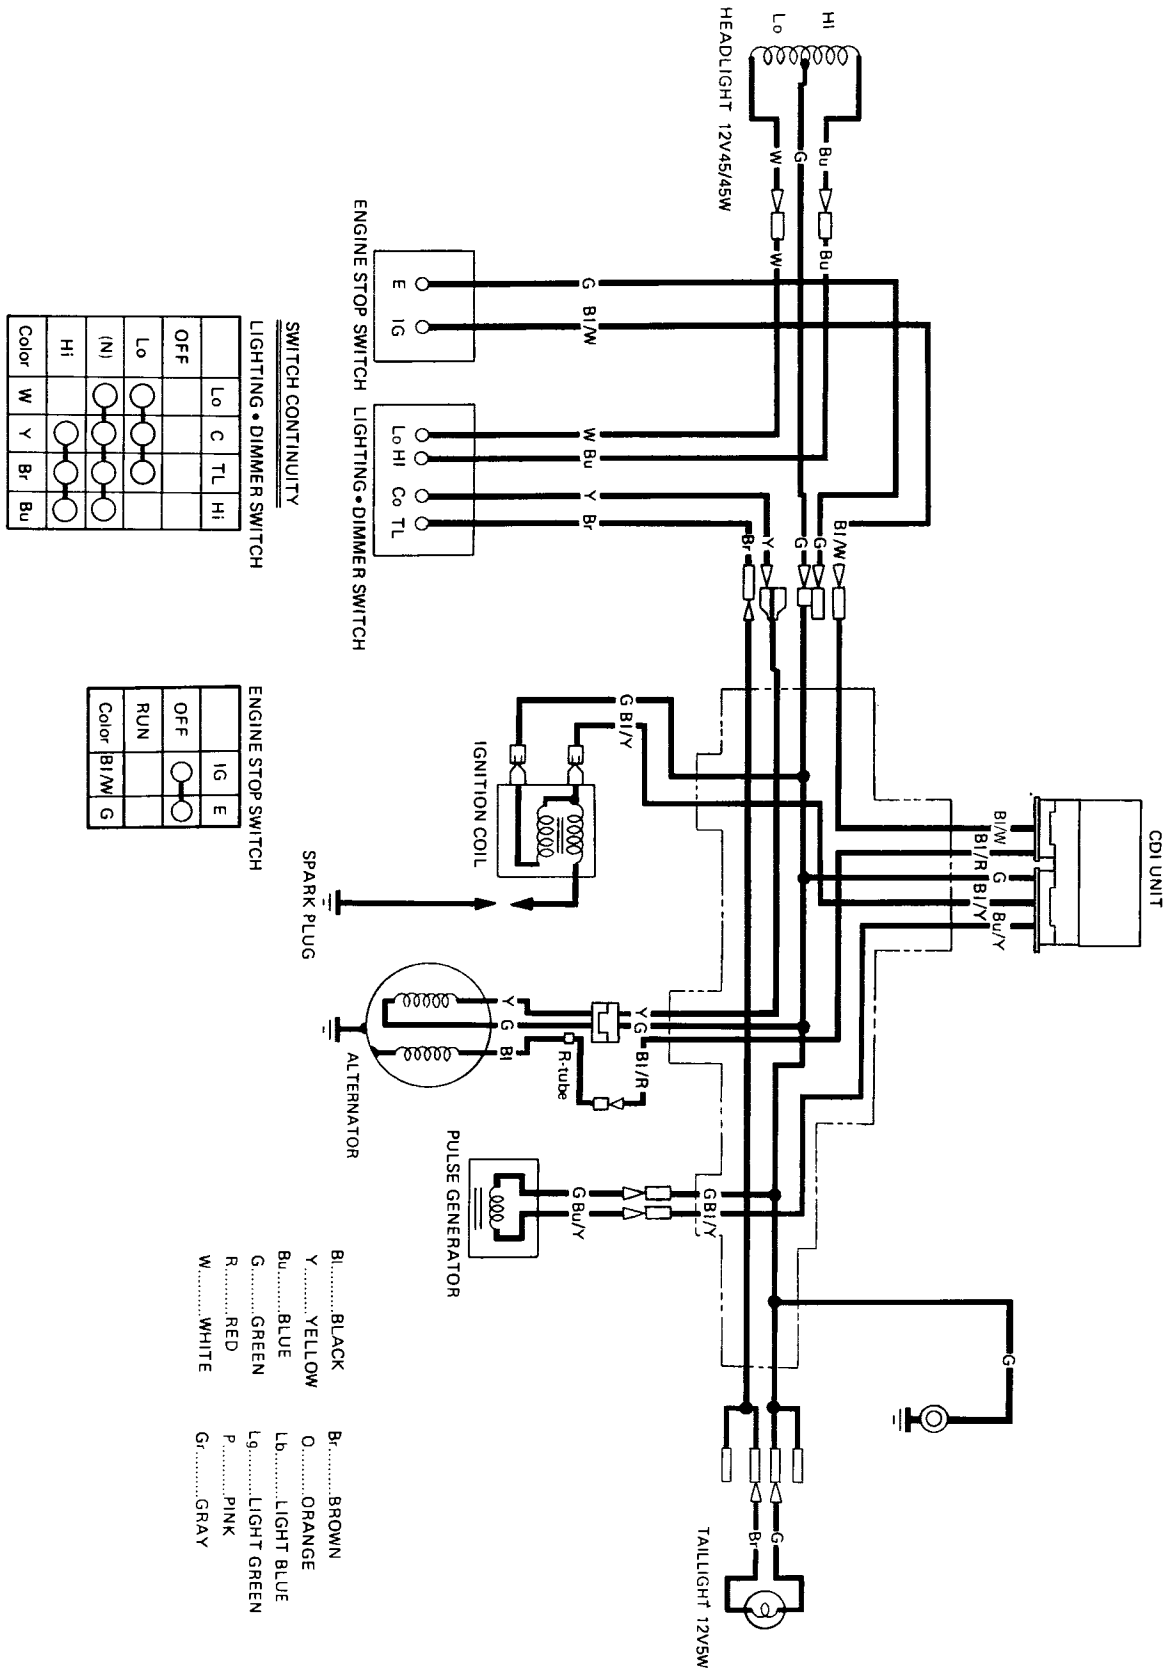 HEADLIGHT 12V45/45W
Lo
Hi
W
G
Bu
W
Bu
ENGINE STOP SWITCH
E
IG
G
Bl/W
LIGHTING • DIMMER SWITCH
Lo
HI
Co
TL
W
Bu
Y
Br
Br
Y
G
G
Bl/W
CDI UNIT
Bl/W
Bl/R
G
Bl/Y
Bu/Y
IGNITION COIL
G
Bl/Y
SPARK PLUG
ALTERNATOR
Y
G
Bl
R-tube
Y
G
Bl/R
PULSE GENERATOR
G
Bu/Y
G
Bl/Y
G
TAILLIGHT 12V5W
Br
G
SWITCH CONTINUITY
LIGHTING • DIMMER SWITCH
Lo C TL Hi
OFF
Lo
(N)
Hi
Color W Y Br Bu
ENGINE STOP SWITCH
IG E
OFF
RUN
Color Bl/W G
Bl.........BLACK
Y.........YELLOW
Bu.........BLUE
G.........GREEN
R.........RED
W.........WHITE
Br.........BROWN
O.........ORANGE
Lb.........LIGHT BLUE
Lg.........LIGHT GREEN
P.........PINK
Gr.........GRAY